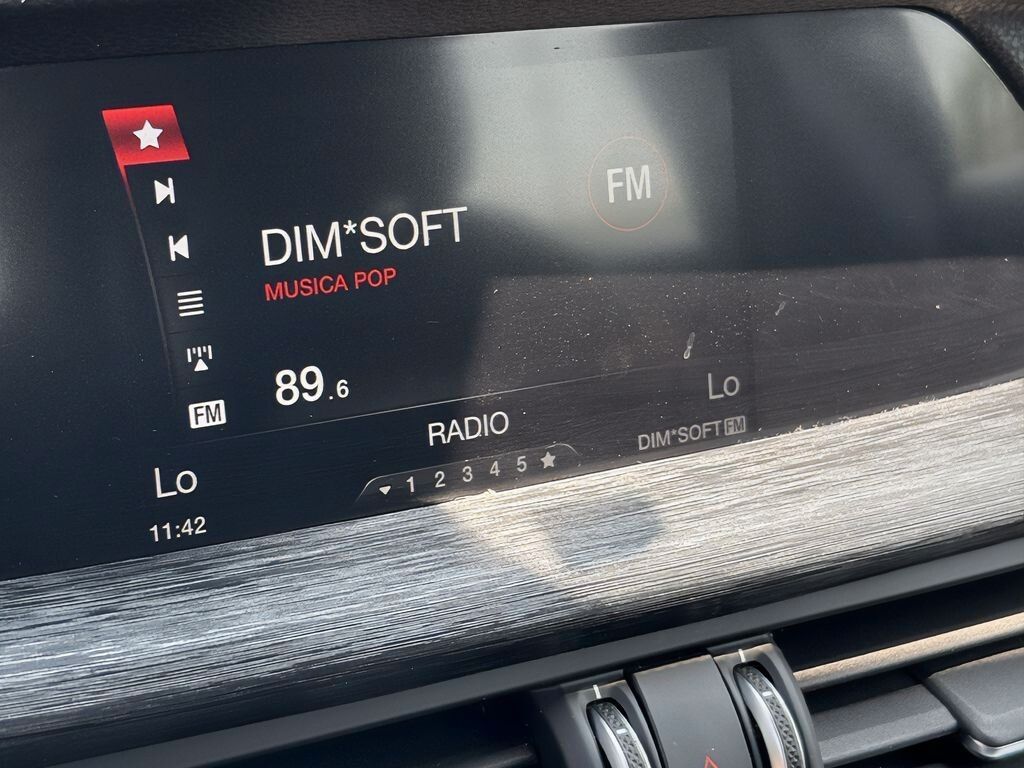 FM
DIM*SOFT
MUSICA POP
89.6
FM
Lo
RADIO
DIM*SOFT FM
Lo
1 2 3 4 5
11:42